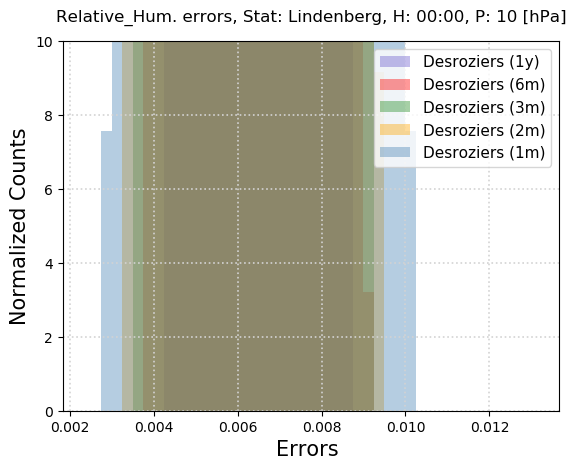 Relative_Hum. errors, Stat: Lindenberg, H: 00:00, P: 10 [hPa]
10
8
6
4
2
0
Normalized Counts
Desroziers (1y)
Desroziers (6m)
Desroziers (3m)
Desroziers (2m)
Desroziers (1m)
0.002 0.004 0.006 0.008 0.010 0.012
Errors